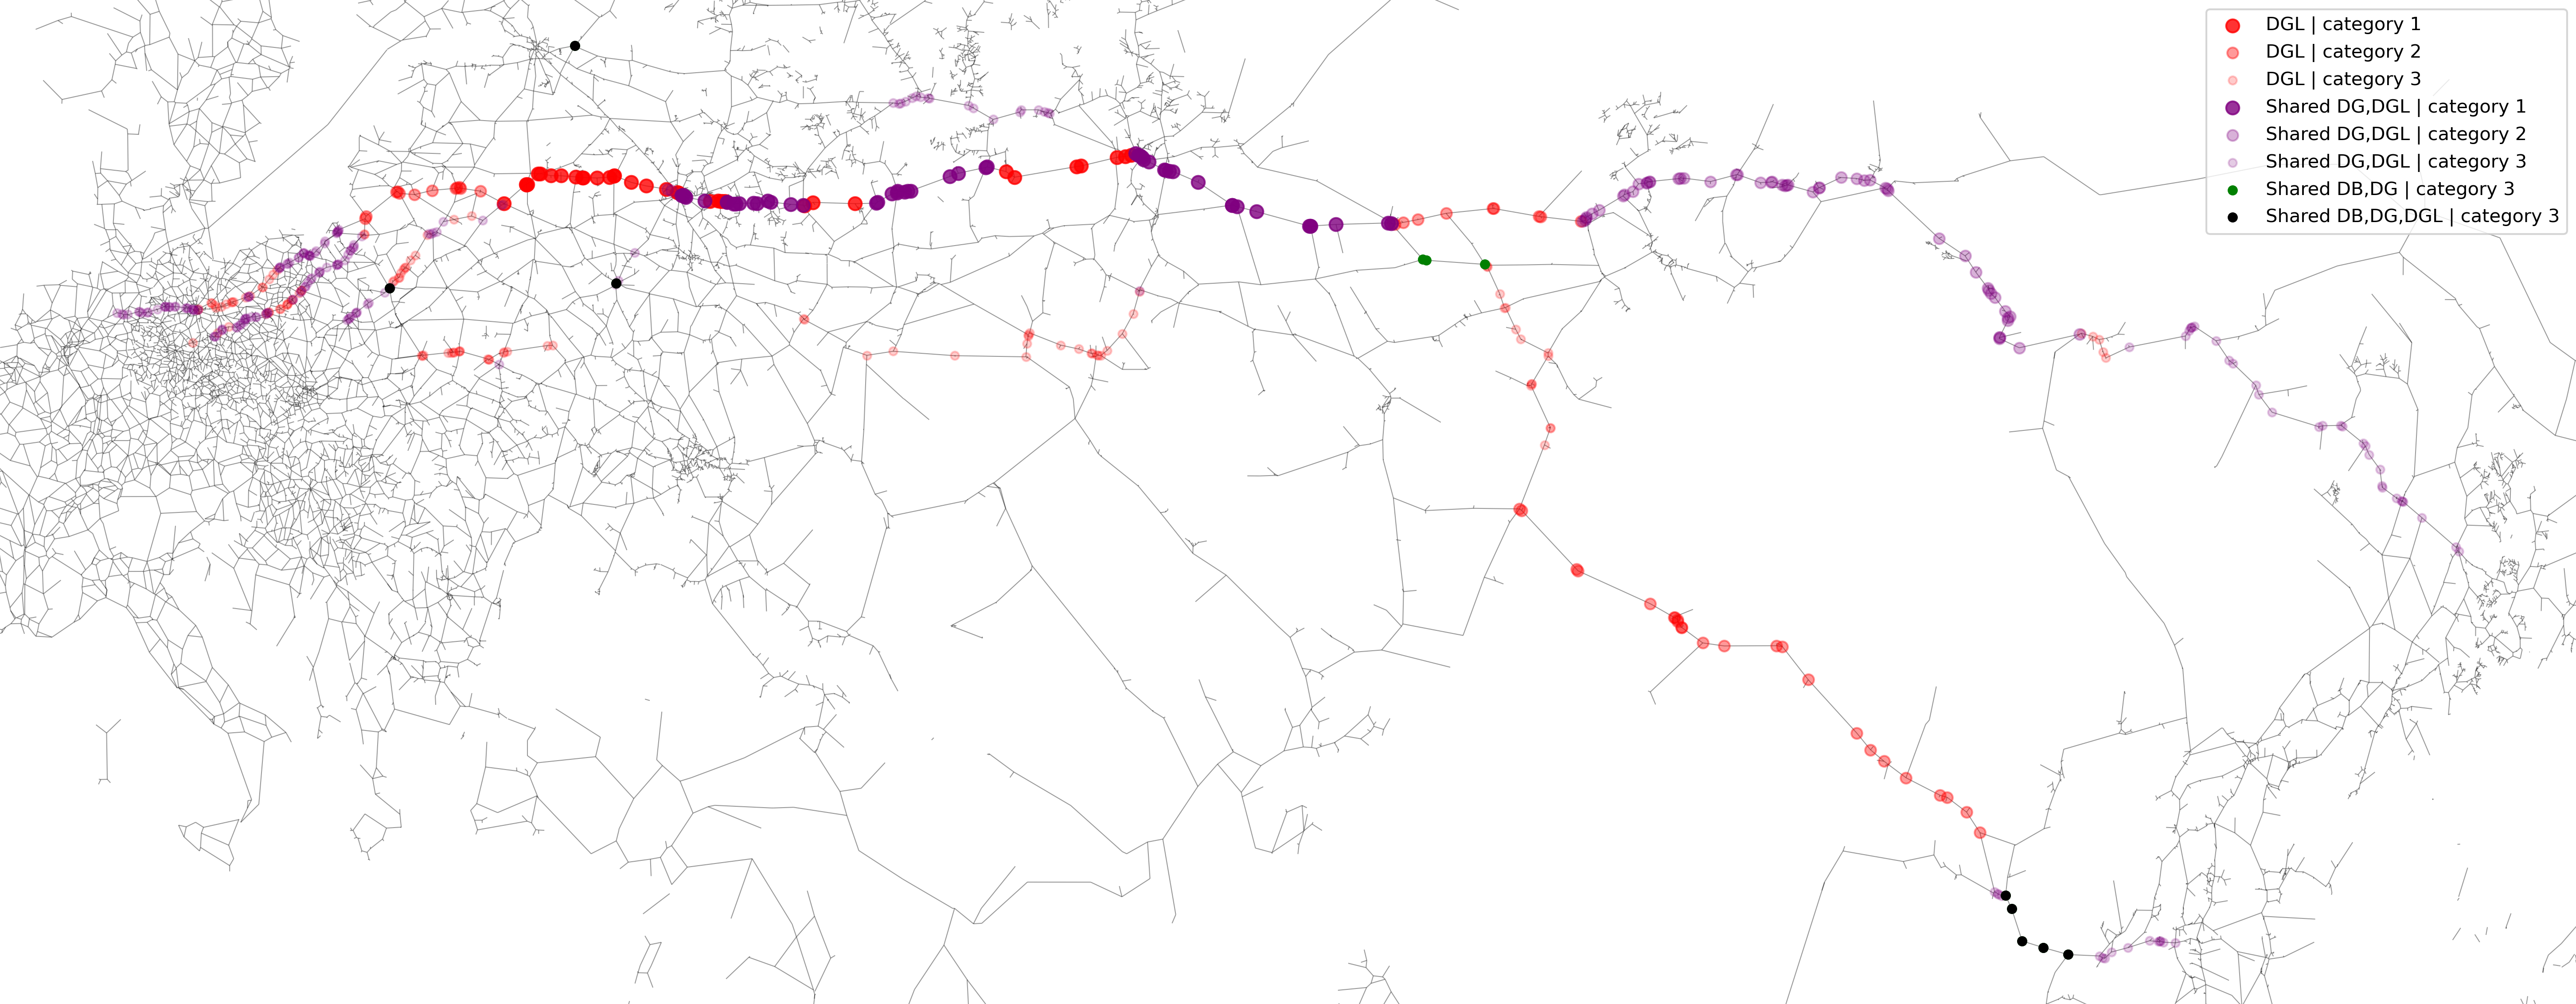 DGL | category 1
DGL | category 2
DGL | category 3
Shared DG,DGL | category 1
Shared DG,DGL | category 2
Shared DG,DGL | category 3
Shared DB,DG | category 3
Shared DB,DG,DGL | category 3